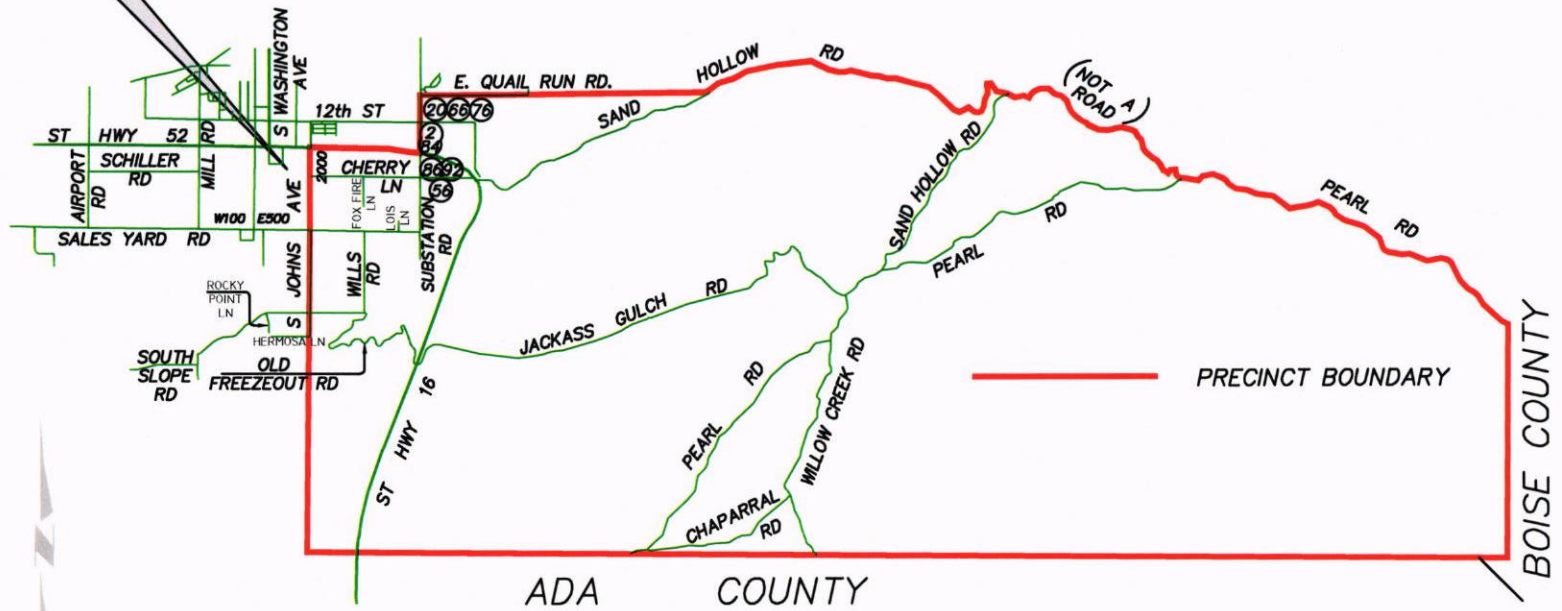 S WASHINGTON
AVE
HOLLOW RD
(NOT A
ROAD)
E. QUAIL RUN RD.
20 66 76
12th ST
SAND
ST HWY 52
MILL RD
2
84
SCHILLER
RD
2000
CHERRY
LN
86 92
56
AIRPORT
RD
S JOHNS AVE
FOX FIRE
LN
LOIS
LN
SUBSTATION
RD
SAND HOLLOW RD
PEARL RD
W100 E500
SALES YARD RD
WILLS
RD
PEARL RD
ROCKY
POINT
LN
HERMOSA LN
JACKASS GULCH RD
SOUTH
SLOPE
RD
OLD
FREEZEOUT RD
ST HWY 16
PEARL RD
WILLOW CREEK RD
PRECINCT BOUNDARY
CHAPARRAL
RD
BOISE COUNTY
ADA COUNTY